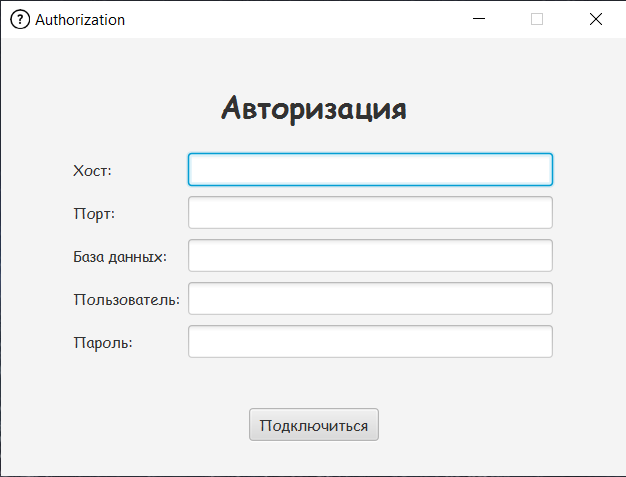 Authorization
Авторизация
Хост:
Порт:
База данных:
Пользователь:
Пароль:
Подключиться